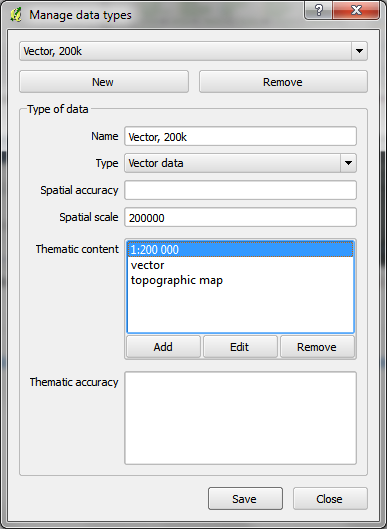 Manage data types
?
Vector, 200k
New Remove
Type of data
Name Vector, 200k
Type Vector data
Spatial accuracy
Spatial scale 200000
Thematic content 1:200 000
vector
topographic map
Add Edit Remove
Thematic accuracy
Save Close